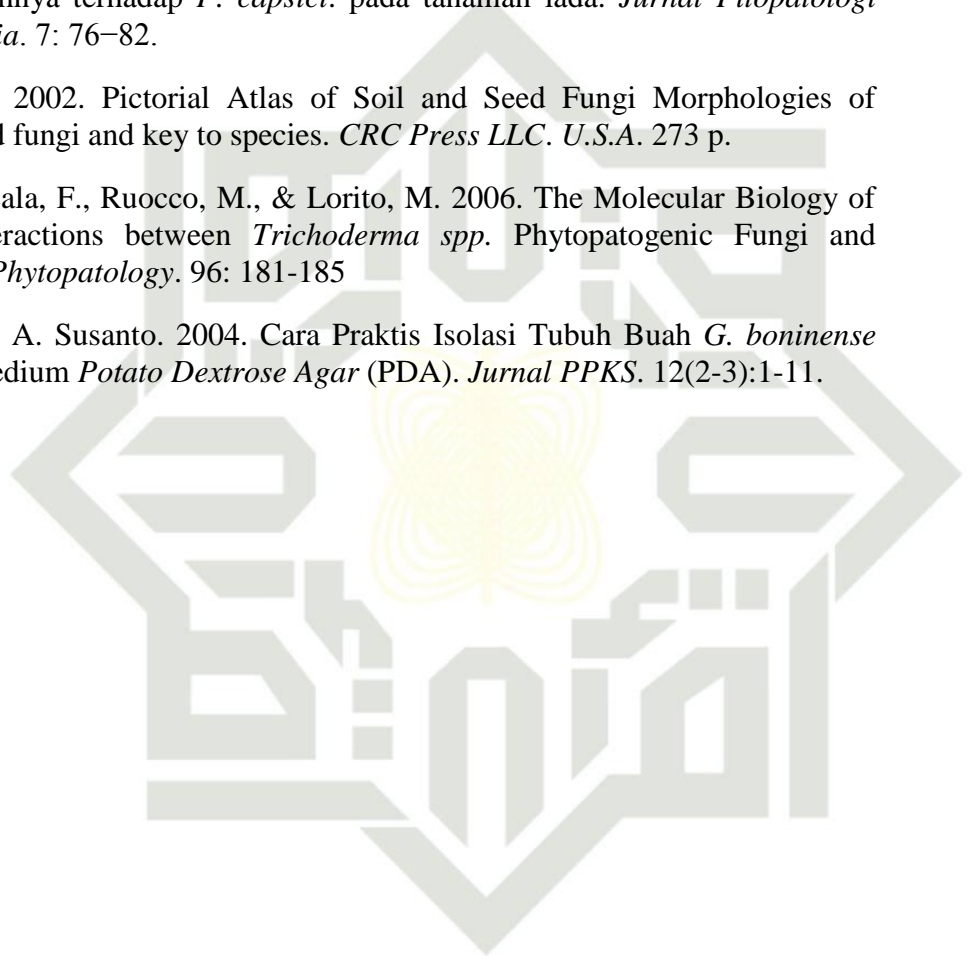 nnya terhadap P. capsici. pada tanaman lada. Jurnal Fitopatologi
ia. 7: 76−82.
2002. Pictorial Atlas of Soil and Seed Fungi Morphologies of
d fungi and key to species. CRC Press LLC. U.S.A. 273 p.
ala, F., Ruocco, M., & Lorito, M. 2006. The Molecular Biology of
eractions between Trichoderma spp. Phytopatogenic Fungi and
Phytopatology. 96: 181-185
A. Susanto. 2004. Cara Praktis Isolasi Tubuh Buah G. boninense
edium Potato Dextrose Agar (PDA). Jurnal PPKS. 12(2-3):1-11.